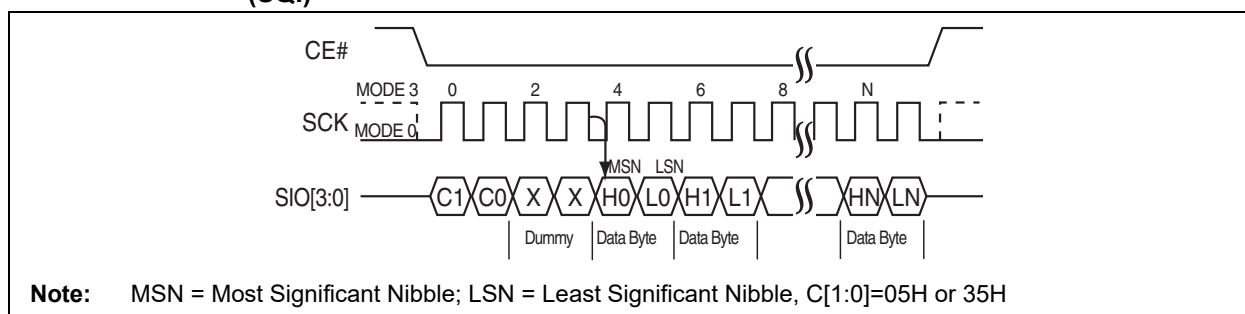 (SQI)
CE#
MODE 3 0 2 4 6 8 N
SCK MODE 0
MSN LSN
SIO[3:0] C1 C0 X X H0 L0 H1 L1 HN LN
Dummy Data Byte Data Byte Data Byte
Note: MSN = Most Significant Nibble; LSN = Least Significant Nibble, C[1:0]=05H or 35H